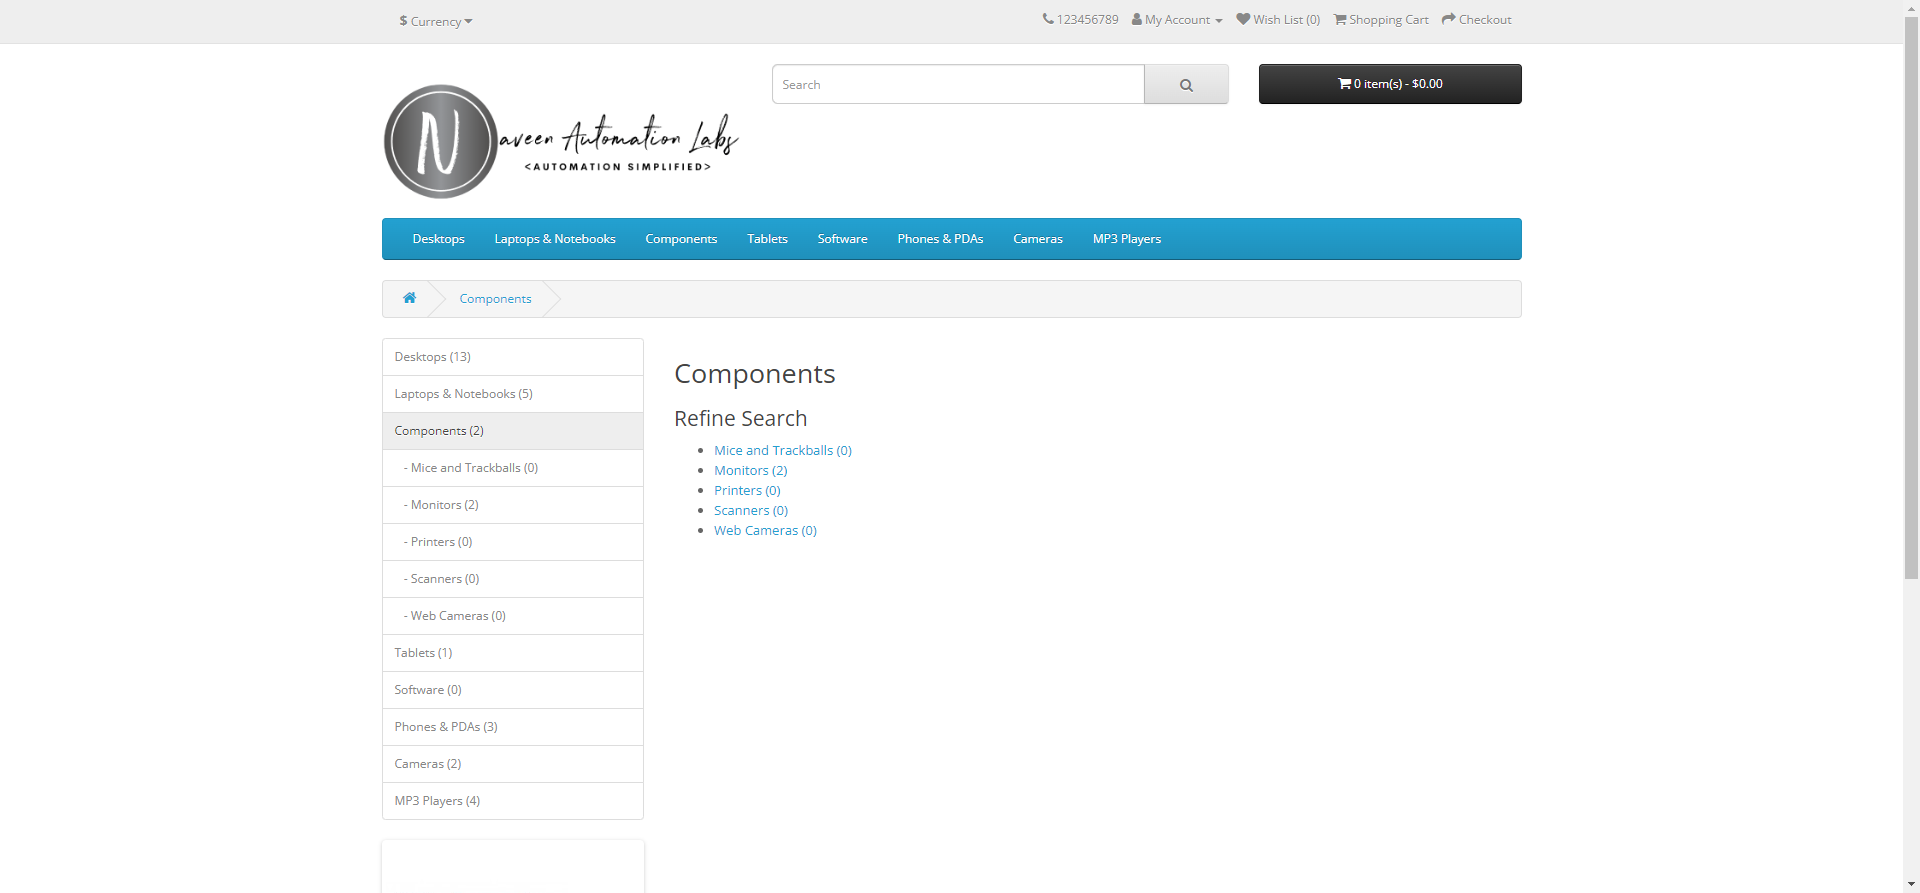 $ Currency
123456789 My Account Wish List (0) Shopping Cart Checkout
Search
0 item(s) - $0.00
N
aveen Automation Labs
<AUTOMATION SIMPLIFIED>
Desktops Laptops & Notebooks Components Tablets Software Phones & PDAs Cameras MP3 Players
Components
Desktops (13)
Laptops & Notebooks (5)
Components (2)
- Mice and Trackballs (0)
- Monitors (2)
- Printers (0)
- Scanners (0)
- Web Cameras (0)
Tablets (1)
Software (0)
Phones & PDAs (3)
Cameras (2)
MP3 Players (4)
Components
Refine Search
Mice and Trackballs (0)
Monitors (2)
Printers (0)
Scanners (0)
Web Cameras (0)